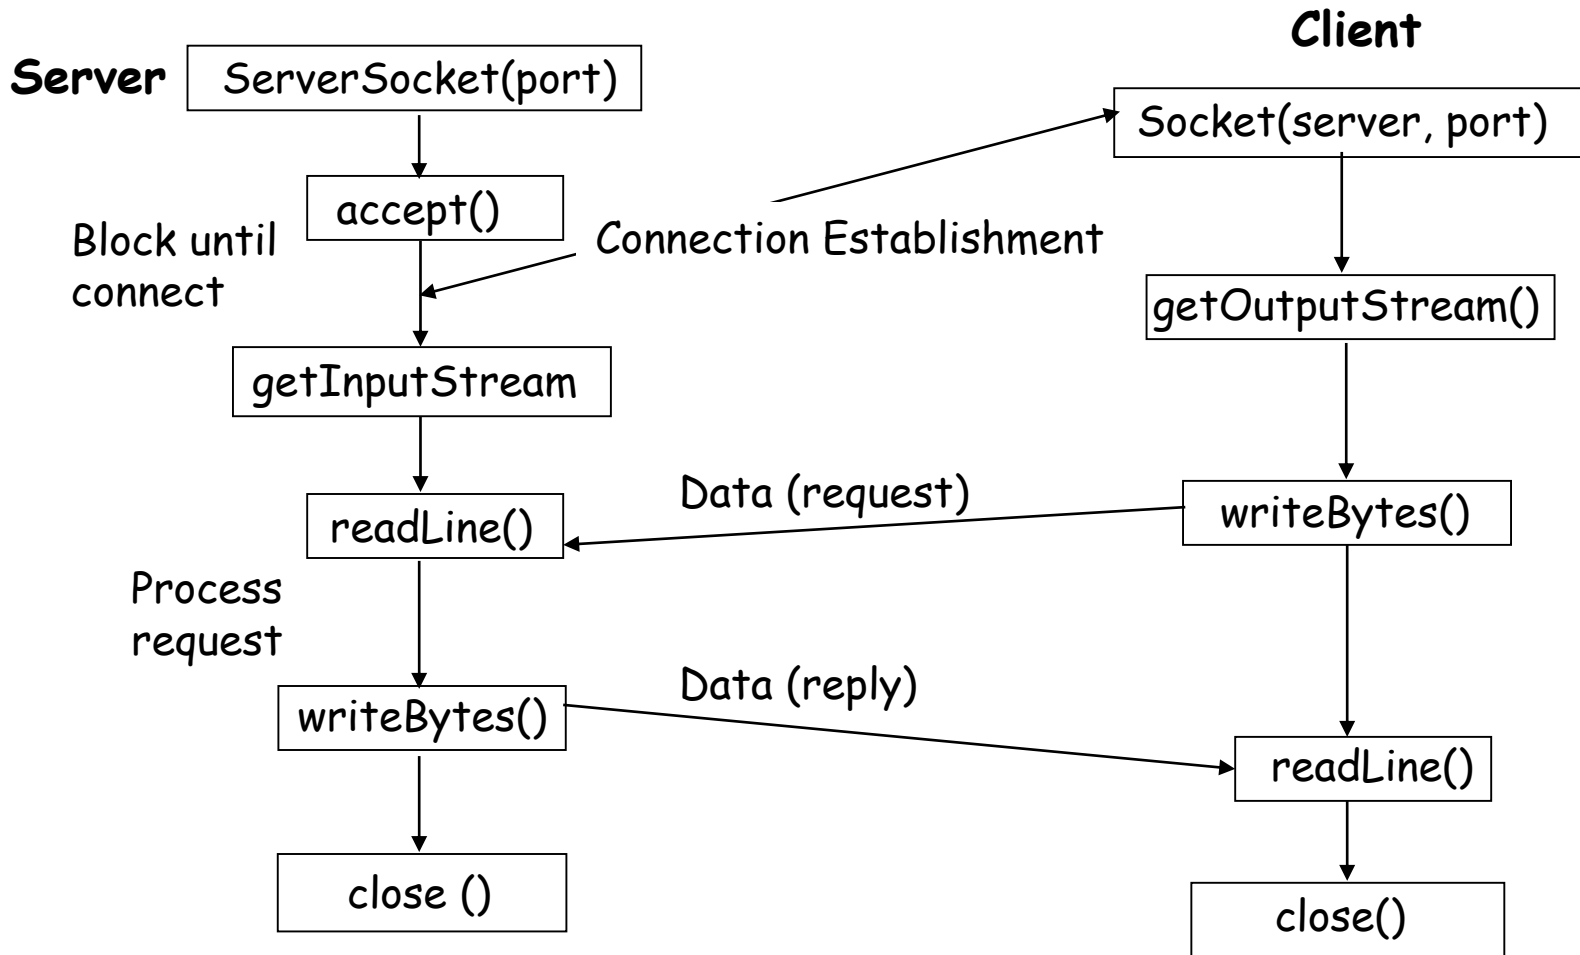 Client
Server
ServerSocket(port)
Socket(server, port)
accept()
Block until
connect
Connection Establishment
getOutputStream()
getInputStream
Data (request)
writeBytes()
readLine()
Process
request
Data (reply)
writeBytes()
readLine()
close ()
close()